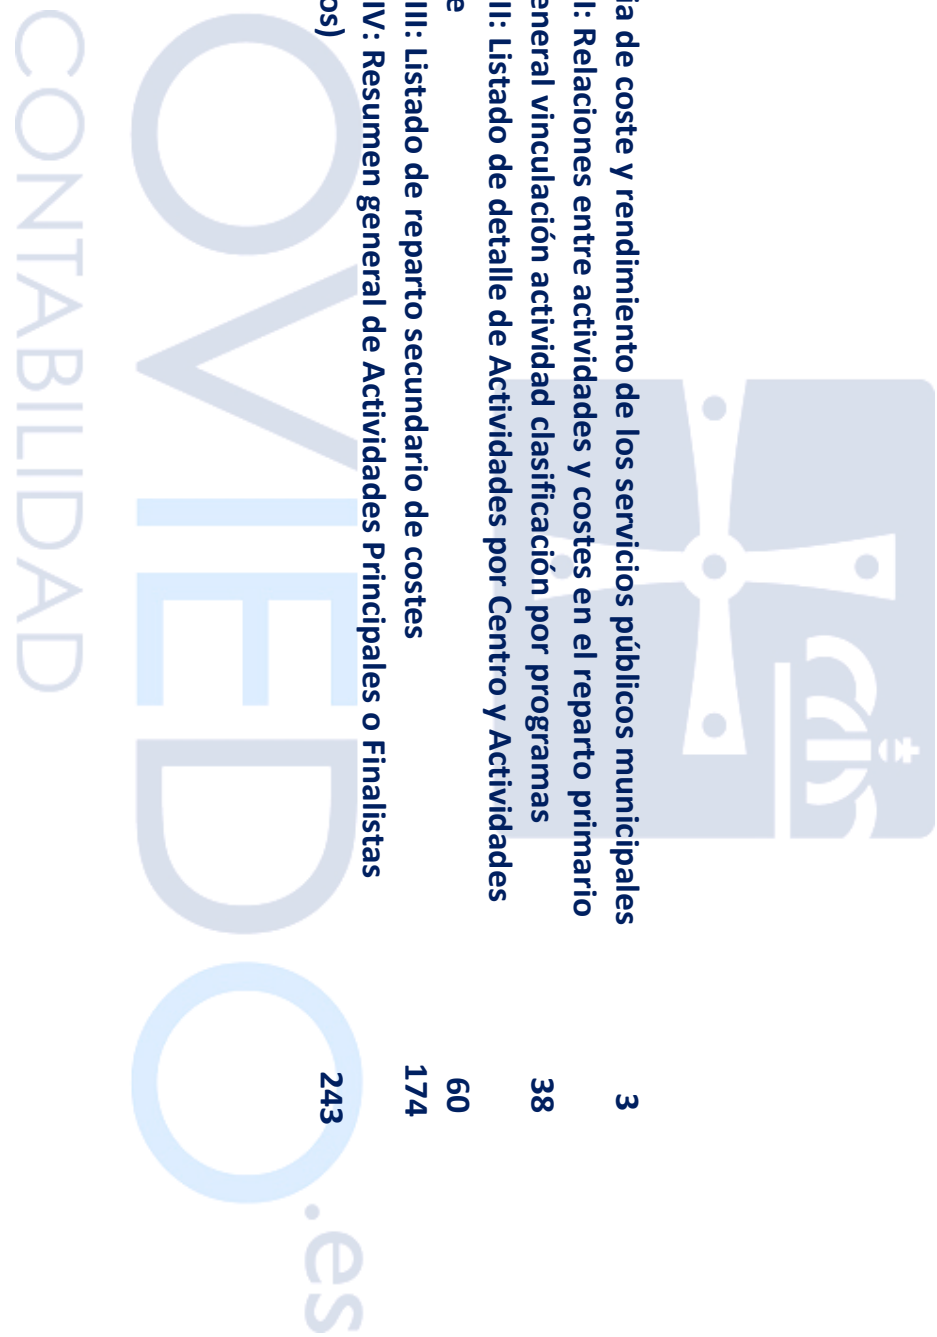 ia de coste y rendimiento de los servicios públicos municipales 3
I: Relaciones entre actividades y costes en el reparto primario
eneral vinculación actividad clasificación por programas 38
II: Listado de detalle de Actividades por Centro y Actividades
e 60
III: Listado de reparto secundario de costes 174
IV: Resumen general de Actividades Principales o Finalistas
os) 243
OVIEDO.es
CONTABILIDAD